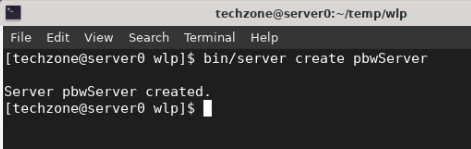 techzone@server0:~/temp/wlp
File Edit View Search Terminal Help
[techzone@server0 wlp]$ bin/server create pbwServer
Server pbwServer created.
[techzone@server0 wlp]$